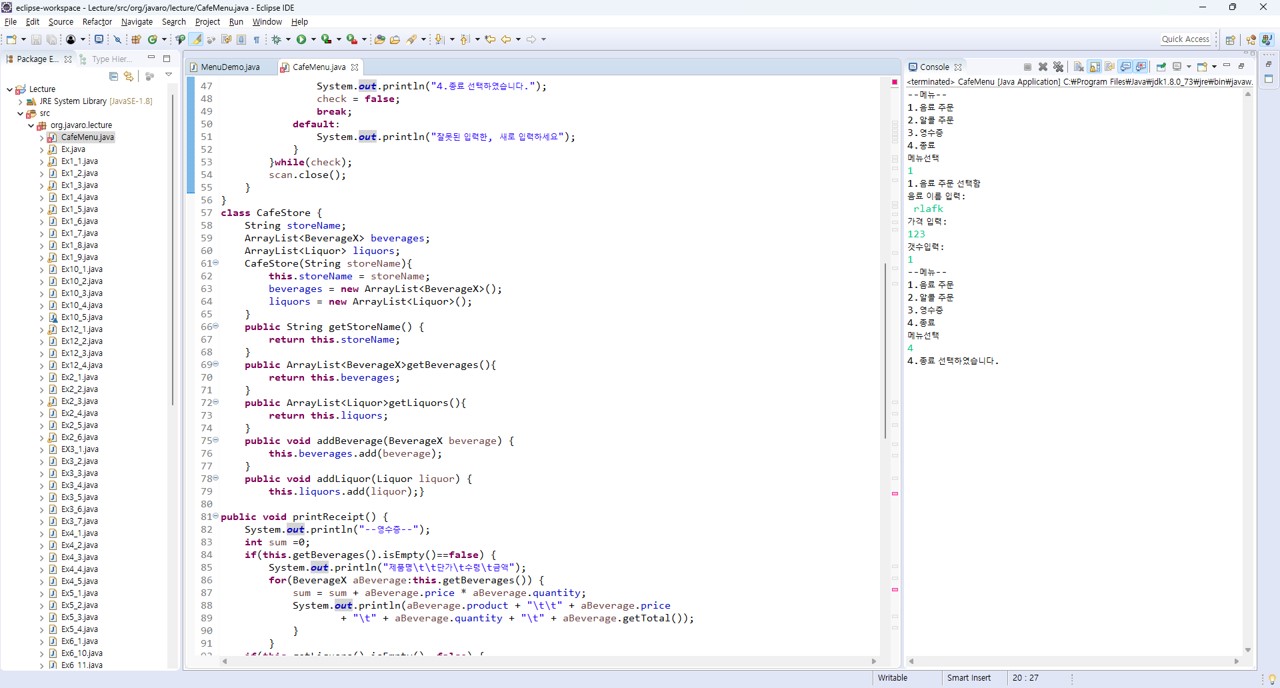 eclipse-workspace - Lecture/src/org/javaro/lecture/CafeMenu.java - Eclipse IDE
File Edit Source Refactor Navigate Search Project Run Window Help
Quick Access
Package E...
Type Hier...
Lecture
JRE System Library [JavaSE-1.8]
src
org.javaro.lecture
CafeMenu.java
Ex.java
Ex1_1.java
Ex1_2.java
Ex1_3.java
Ex1_4.java
Ex1_5.java
Ex1_6.java
Ex1_7.java
Ex1_8.java
Ex1_9.java
Ex10_1.java
Ex10_2.java
Ex10_3.java
Ex10_4.java
Ex10_5.java
Ex12_1.java
Ex12_2.java
Ex12_3.java
Ex12_4.java
Ex2_1.java
Ex2_2.java
Ex2_3.java
Ex2_4.java
Ex2_5.java
Ex2_6.java
EX3_1.java
Ex3_2.java
Ex3_3.java
Ex3_4.java
Ex3_5.java
Ex3_6.java
Ex3_7.java
Ex4_1.java
Ex4_2.java
Ex4_3.java
Ex4_4.java
Ex4_5.java
Ex5_1.java
Ex5_2.java
Ex5_3.java
Ex5_4.java
Ex6_1.java
Ex6_10.java
Ex6_11.java
MenuDemo.java
CafeMenu.java
47 System.out.println("4.종료 선택하였습니다.");
48 check = false;
49 break;
50 default:
51 System.out.println("잘못된 입력한, 새로 입력하세요");
52 }
53 }while(check);
54 scan.close();
55 }
56 }
57 class CafeStore {
58 String storeName;
59 ArrayList<BeverageX> beverages;
60 ArrayList<Liquor> liquors;
61 CafeStore(String storeName){
62 this.storeName = storeName;
63 beverages = new ArrayList<BeverageX>();
64 liquors = new ArrayList<Liquor>();
65 }
66 public String getStoreName() {
67 return this.storeName;
68 }
69 public ArrayList<BeverageX>getBeverages(){
70 return this.beverages;
71 }
72 public ArrayList<Liquor>getLiquors(){
73 return this.liquors;
74 }
75 public void addBeverage(BeverageX beverage) {
76 this.beverages.add(beverage);
77 }
78 public void addLiquor(Liquor liquor) {
79 this.liquors.add(liquor);}
80
81 public void printReceipt() {
82 System.out.println("--영수증--");
83 int sum =0;
84 if(this.getBeverages().isEmpty()==false) {
85 System.out.println("제품명\t\t단가\t수령\t금액");
86 for(BeverageX aBeverage:this.getBeverages()) {
87 sum = sum + aBeverage.price * aBeverage.quantity;
88 System.out.println(aBeverage.product + "\t\t" + aBeverage.price
89 + "\t" + aBeverage.quantity + "\t" + aBeverage.getTotal());
90 }
91 }
Console
<terminated> CafeMenu [Java Application] C:₩Program Files₩Java₩jdk1.8.0_73₩jre₩bin₩javaw.
--메뉴--
1.음료 주문
2.알콜 주문
3.영수증
4.종료
메뉴선택
1
1.음료 주문 선택함
음료 이름 입력:
rlafk
가격 입력:
123
갯수입력:
1
--메뉴--
1.음료 주문
2.알콜 주문
3.영수증
4.종료
메뉴선택
4
4.종료 선택하였습니다.
Writable
Smart Insert
20 : 27